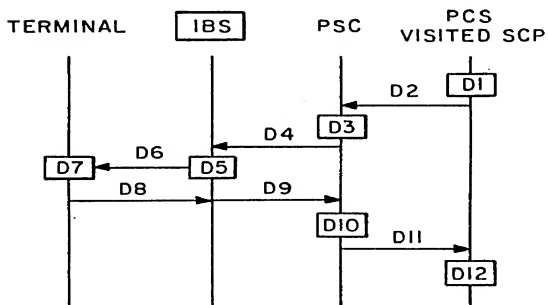 TERMINAL IBS PSC PCS VISITED SCP
D1
D2
D3
D4
D6
D7 D5
D8 D9
D10
D11
D12